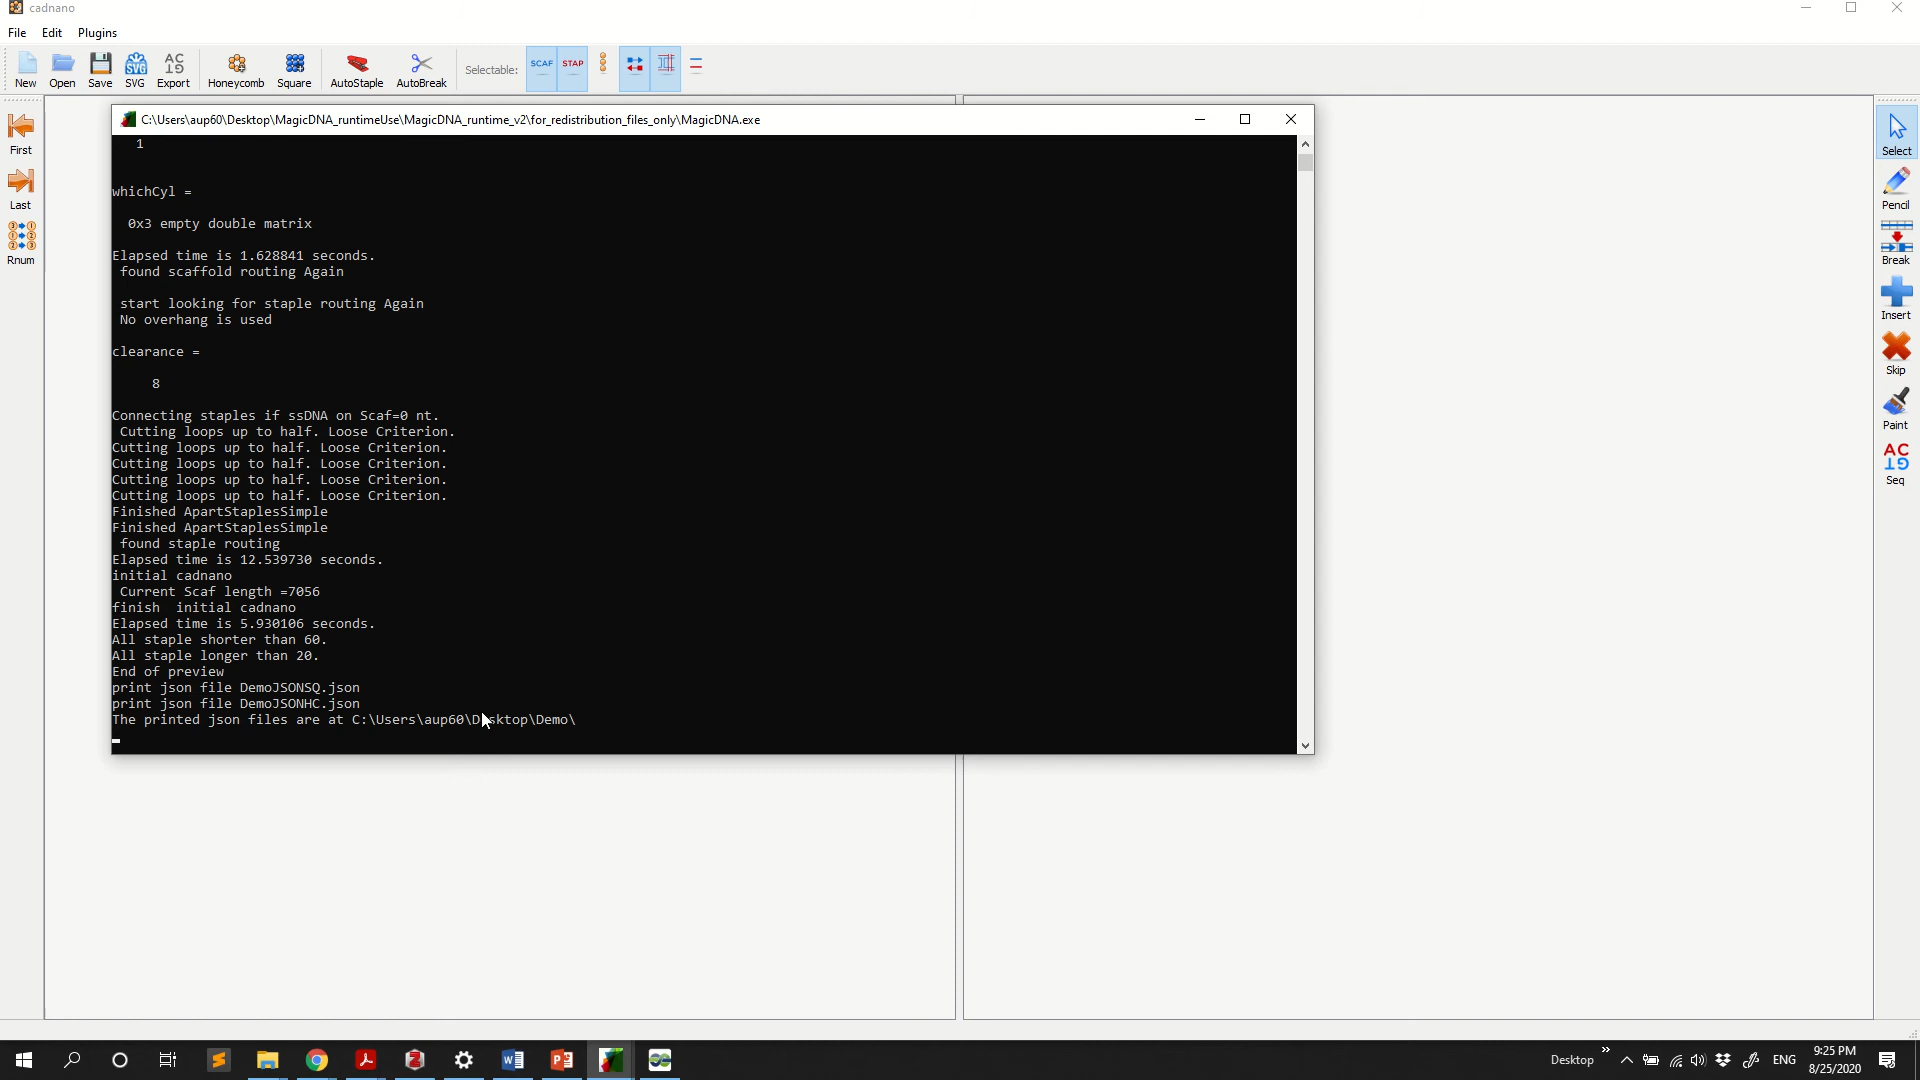 cadnano
File Edit Plugins
New Open Save SVG Export Honeycomb Square AutoStaple AutoBreak Selectable: SCAF STAP
First
Last
Rnum
C:\Users\aup60\Desktop\MagicDNA_runtimeUse\MagicDNA_runtime_v2\for_redistribution_files_only\MagicDNA.exe
1
whichCyl =
0x3 empty double matrix
Elapsed time is 1.628841 seconds.
found scaffold routing Again
start looking for staple routing Again
No overhang is used
clearance =
8
Connecting staples if ssDNA on Scaf=0 nt.
Cutting loops up to half. Loose Criterion.
Cutting loops up to half. Loose Criterion.
Cutting loops up to half. Loose Criterion.
Cutting loops up to half. Loose Criterion.
Cutting loops up to half. Loose Criterion.
Finished ApartStaplesSimple
Finished ApartStaplesSimple
found staple routing
Elapsed time is 12.539730 seconds.
initial cadnano
Current Scaf length =7056
finish  initial cadnano
Elapsed time is 5.930106 seconds.
All staple shorter than 60.
All staple longer than 20.
End of preview
print json file DemoJSONSQ.json
print json file DemoJSONHC.json
The printed json files are at C:\Users\aup60\Desktop\Demo\
Select
Pencil
Break
Insert
Skip
Paint
Seq
Desktop ENG 9:25 PM
8/25/2020